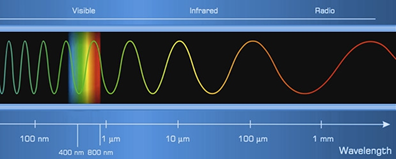 Visible Infrared Radio
100 nm 1 μm 10 μm 100 μm 1 mm
400 nm 800 nm Wavelength